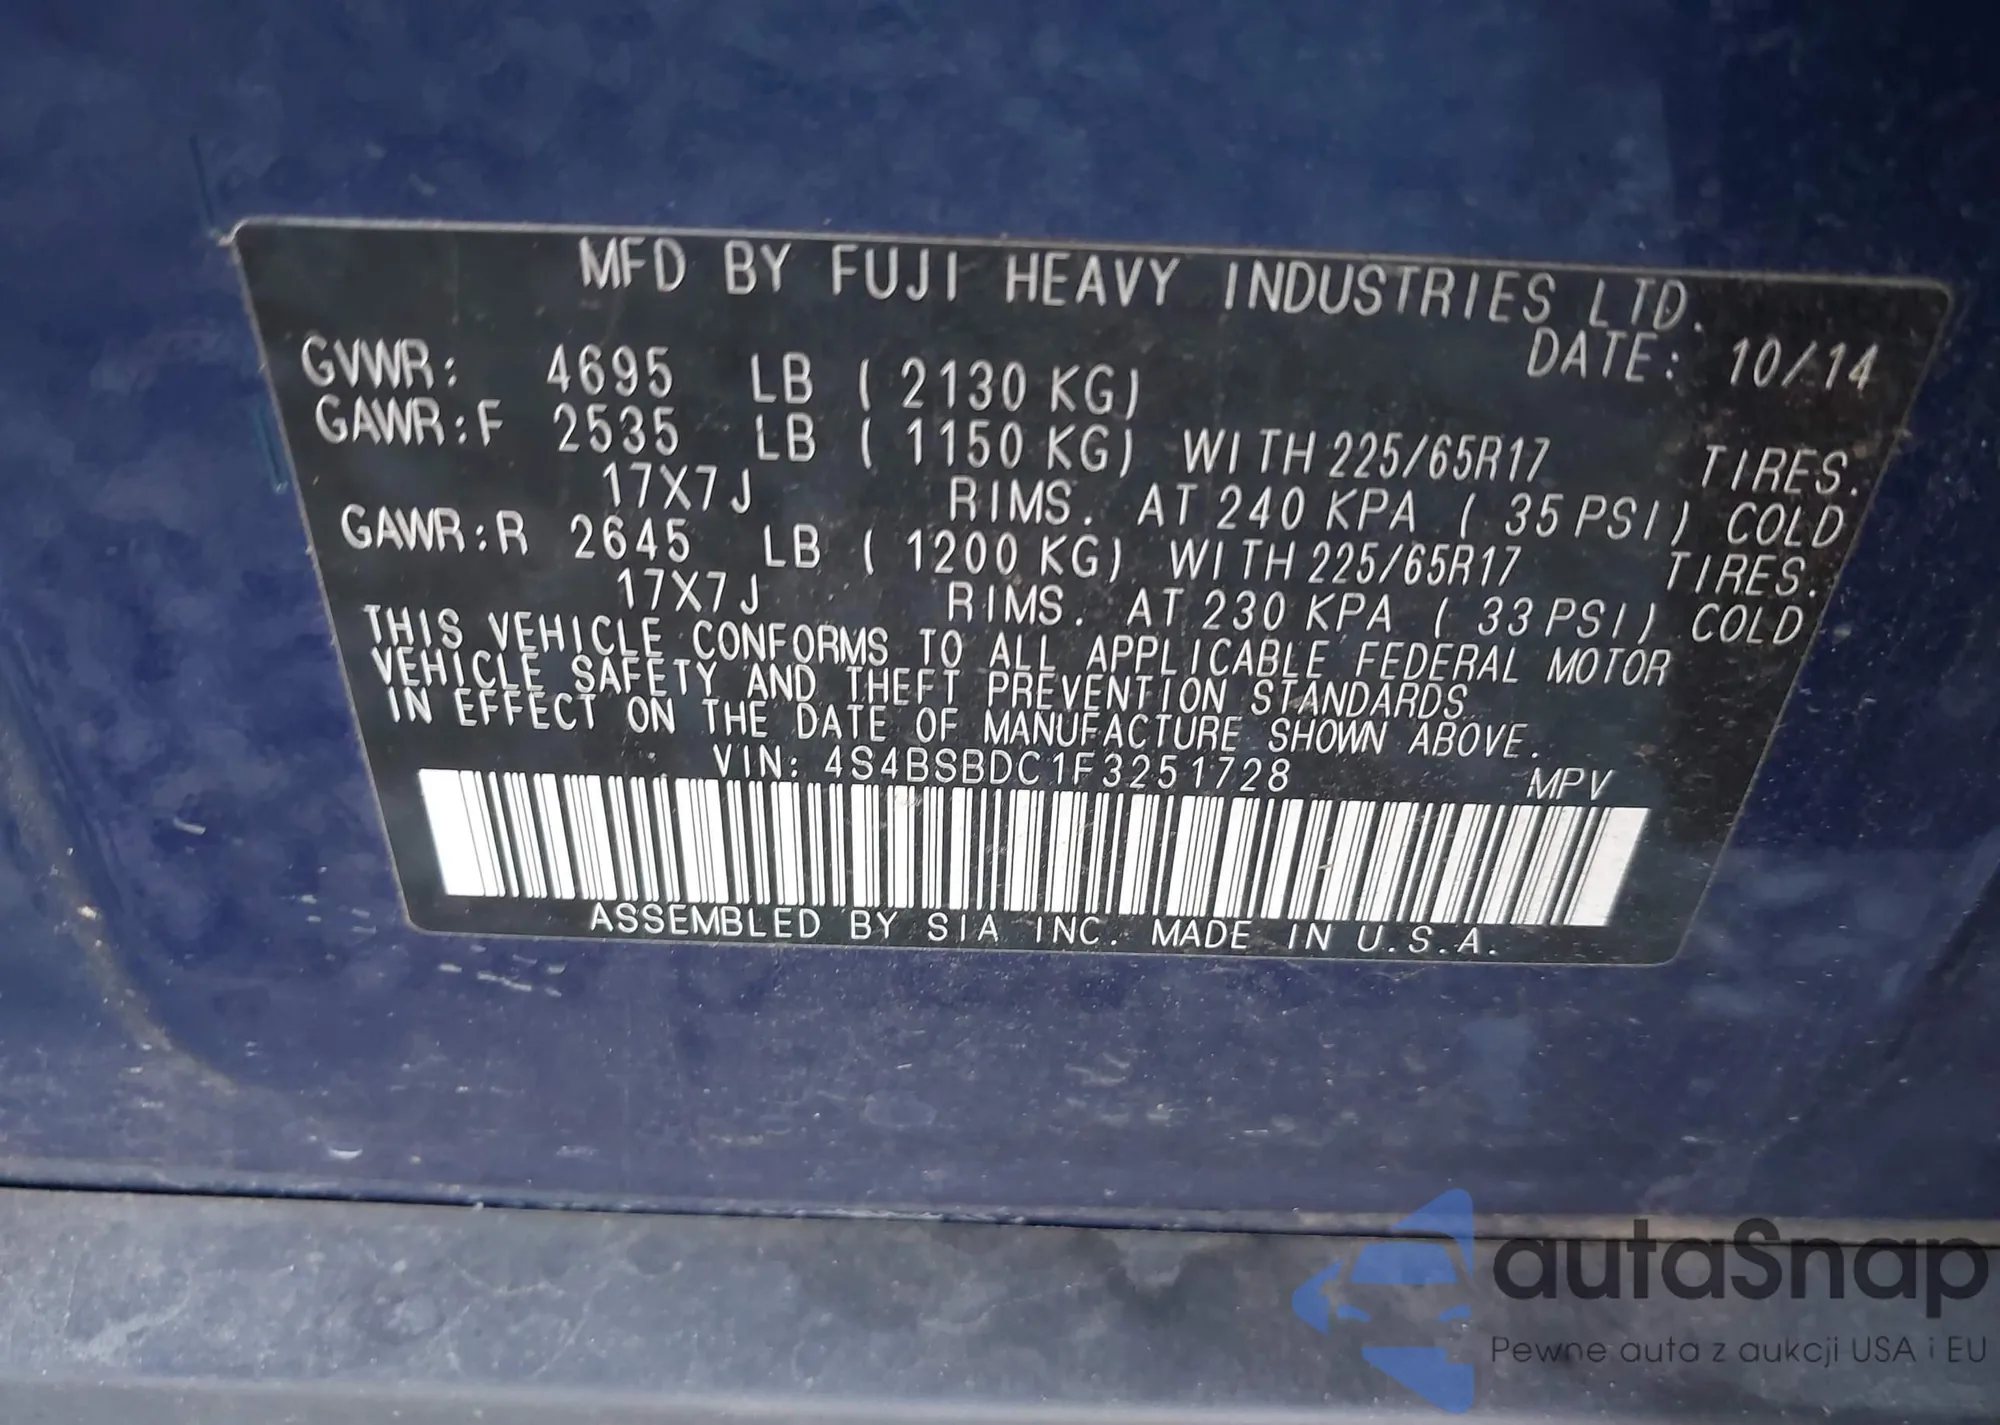 MFD BY FUJI HEAVY INDUSTRIES LTD.
DATE: 10/14
GVWR: 4695 LB ( 2130 KG)
GAWR:F 2535 LB ( 1150 KG) WITH 225/65R17 TIRES.
17X7J RIMS. AT 240 KPA ( 35 PSI) COLD
GAWR:R 2645 LB ( 1200 KG) WITH 225/65R17 TIRES.
17X7J RIMS. AT 230 KPA ( 33 PSI) COLD
THIS VEHICLE CONFORMS TO ALL APPLICABLE FEDERAL MOTOR
VEHICLE SAFETY AND THEFT PREVENTION STANDARDS
IN EFFECT ON THE DATE OF MANUFACTURE SHOWN ABOVE.
VIN: 4S4BSBDC1F3251728 MPV
ASSEMBLED BY SIA INC. MADE IN U.S.A.
autaSnap
Pewne auta z aukcji USA i EU